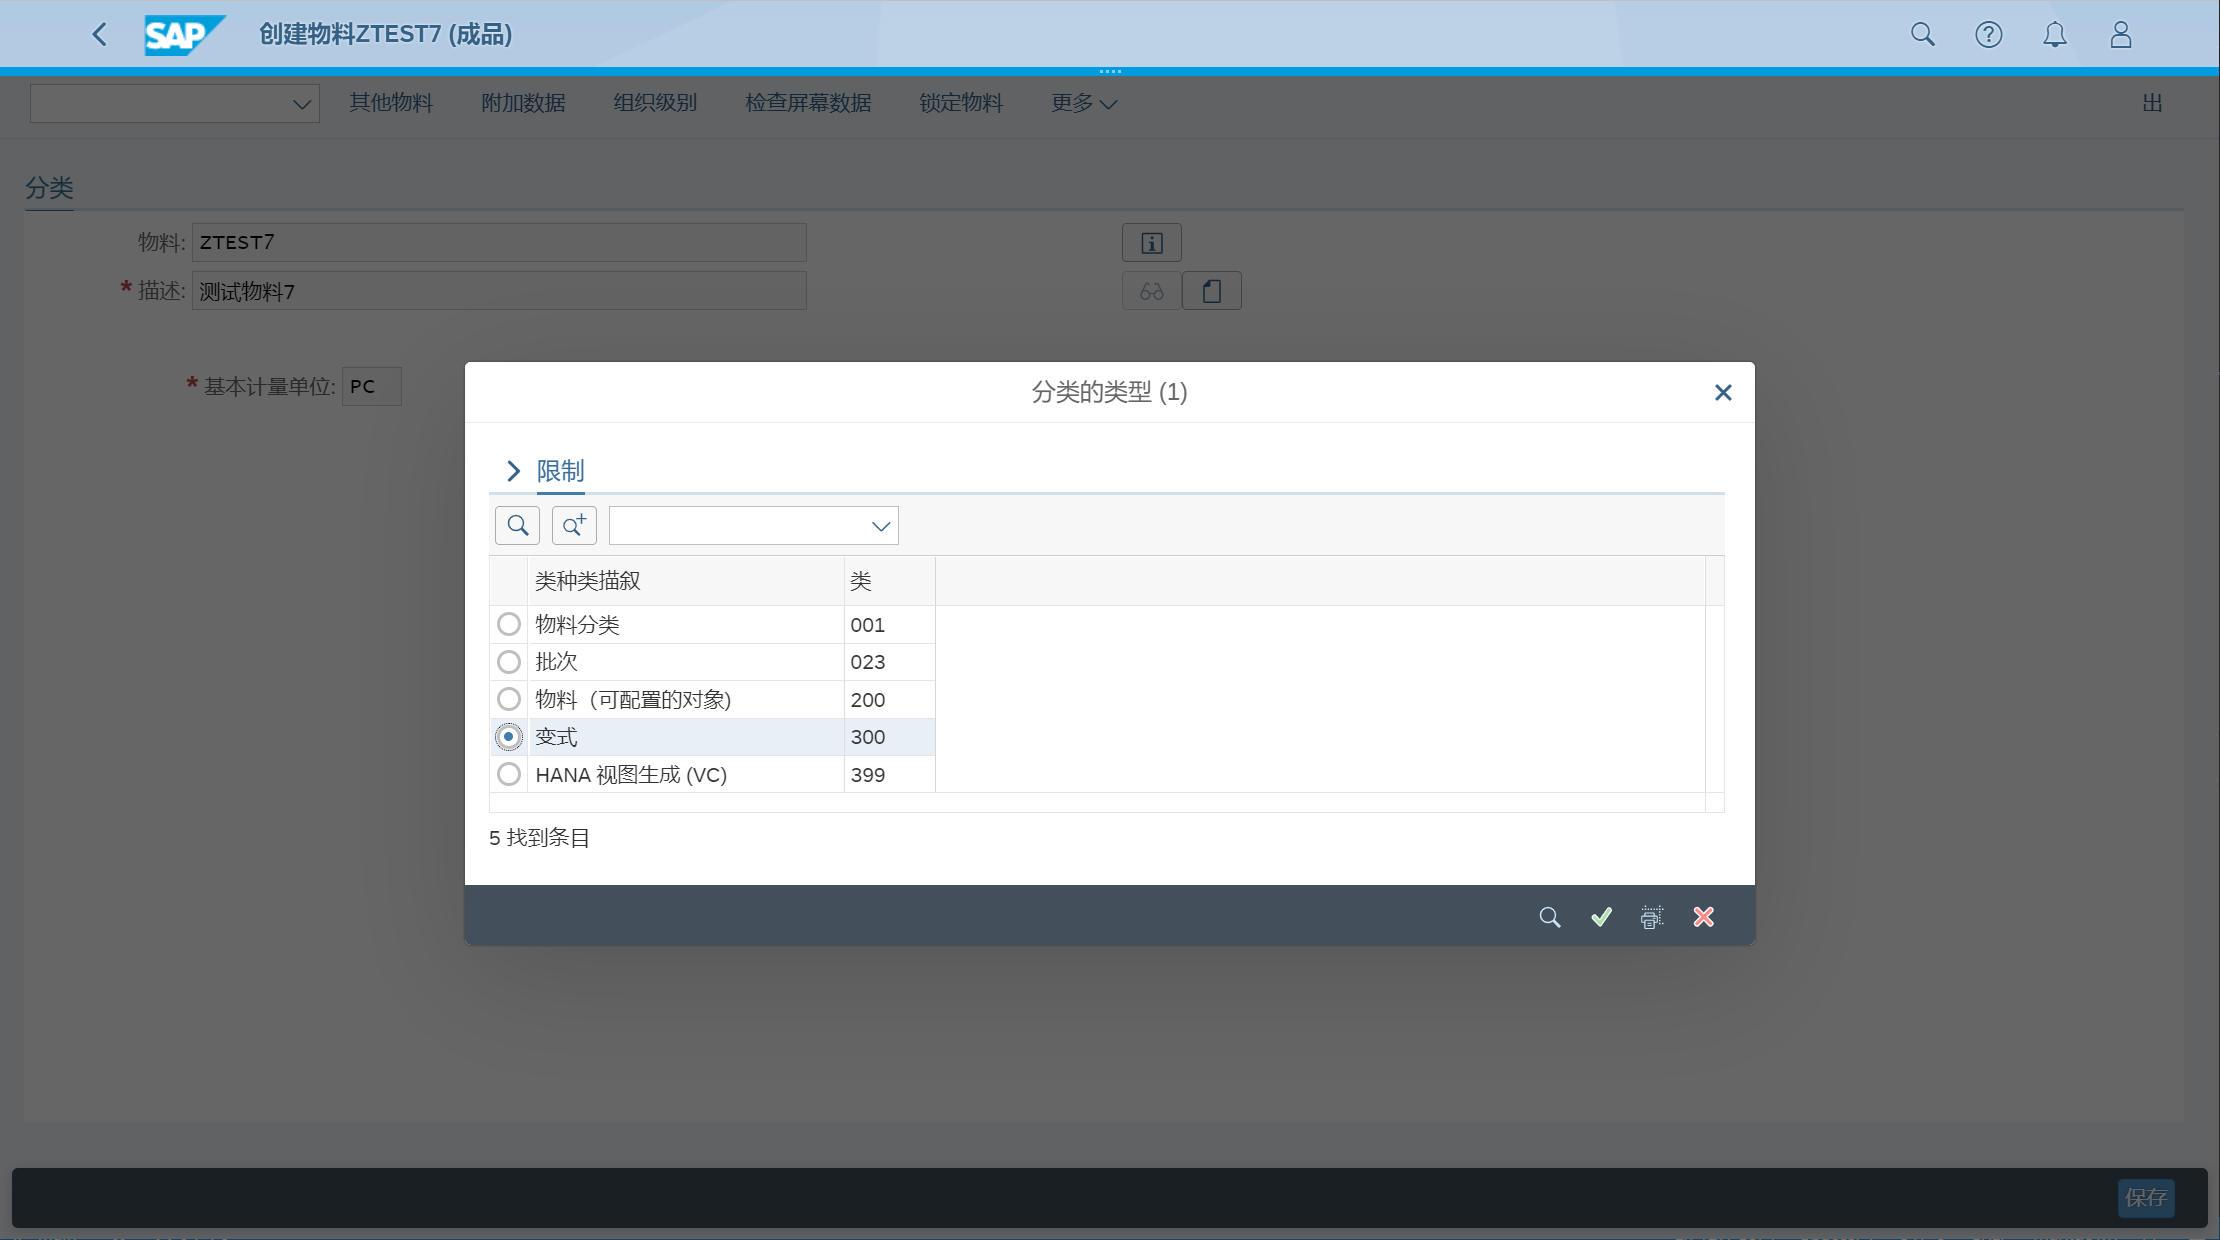 SAP 创建物料ZTEST7 (成品)
其他物料 附加数据 组织级别 检查屏幕数据 锁定物料 更多 出
分类
物料: ZTEST7
* 描述: 测试物料7
* 基本计量单位: PC
分类的类型 (1)
限制
类种类描叙 类
物料分类 001
批次 023
物料（可配置的对象) 200
变式 300
HANA 视图生成 (VC) 399
5 找到条目
保存